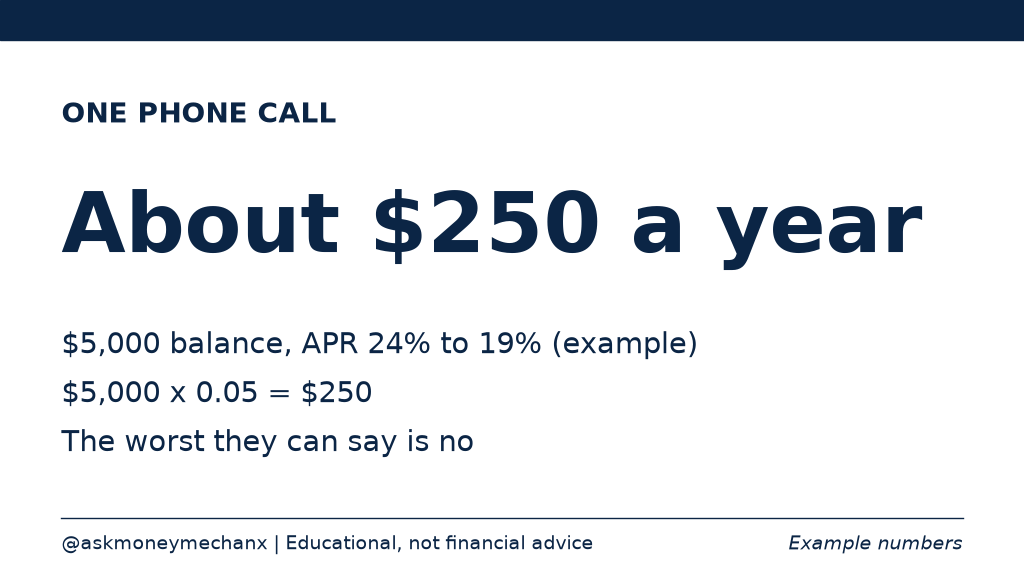 ONE PHONE CALL
About $250 a year
$5,000 balance, APR 24% to 19% (example)
$5,000 x 0.05 = $250
The worst they can say is no
@askmoneymechanx | Educational, not financial advice
Example numbers